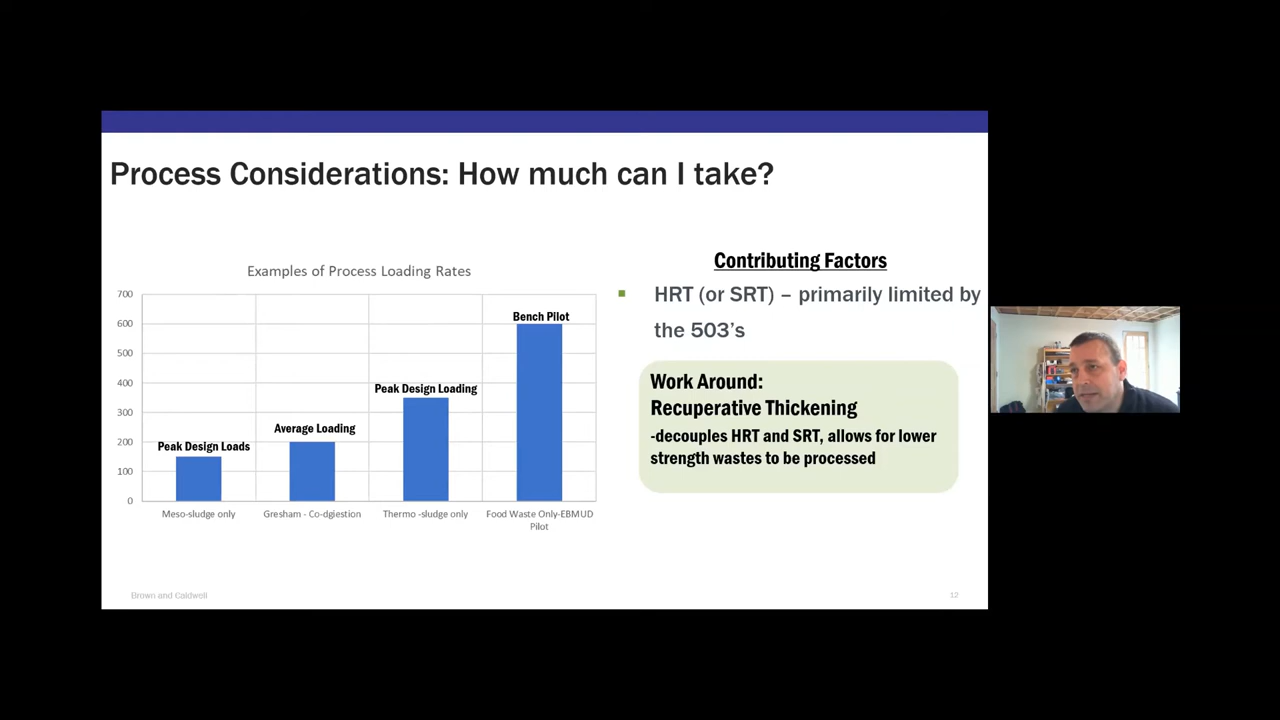 Process Considerations: How much can I take?
Examples of Process Loading Rates
700
600
500
400
300
200
100
0
Peak Design Loads
Average Loading
Peak Design Loading
Bench Pilot
Meso-sludge only
Gresham - Co-dgiestion
Thermo -sludge only
Food Waste Only-EBMUD
Pilot
Contributing Factors
HRT (or SRT) – primarily limited by
the 503's
Work Around:
Recuperative Thickening
-decouples HRT and SRT, allows for lower
strength wastes to be processed
Brown and Caldwell
12